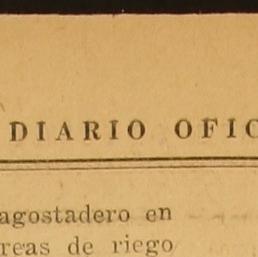 DIARIO OFIC
agostadero en
reas de riego